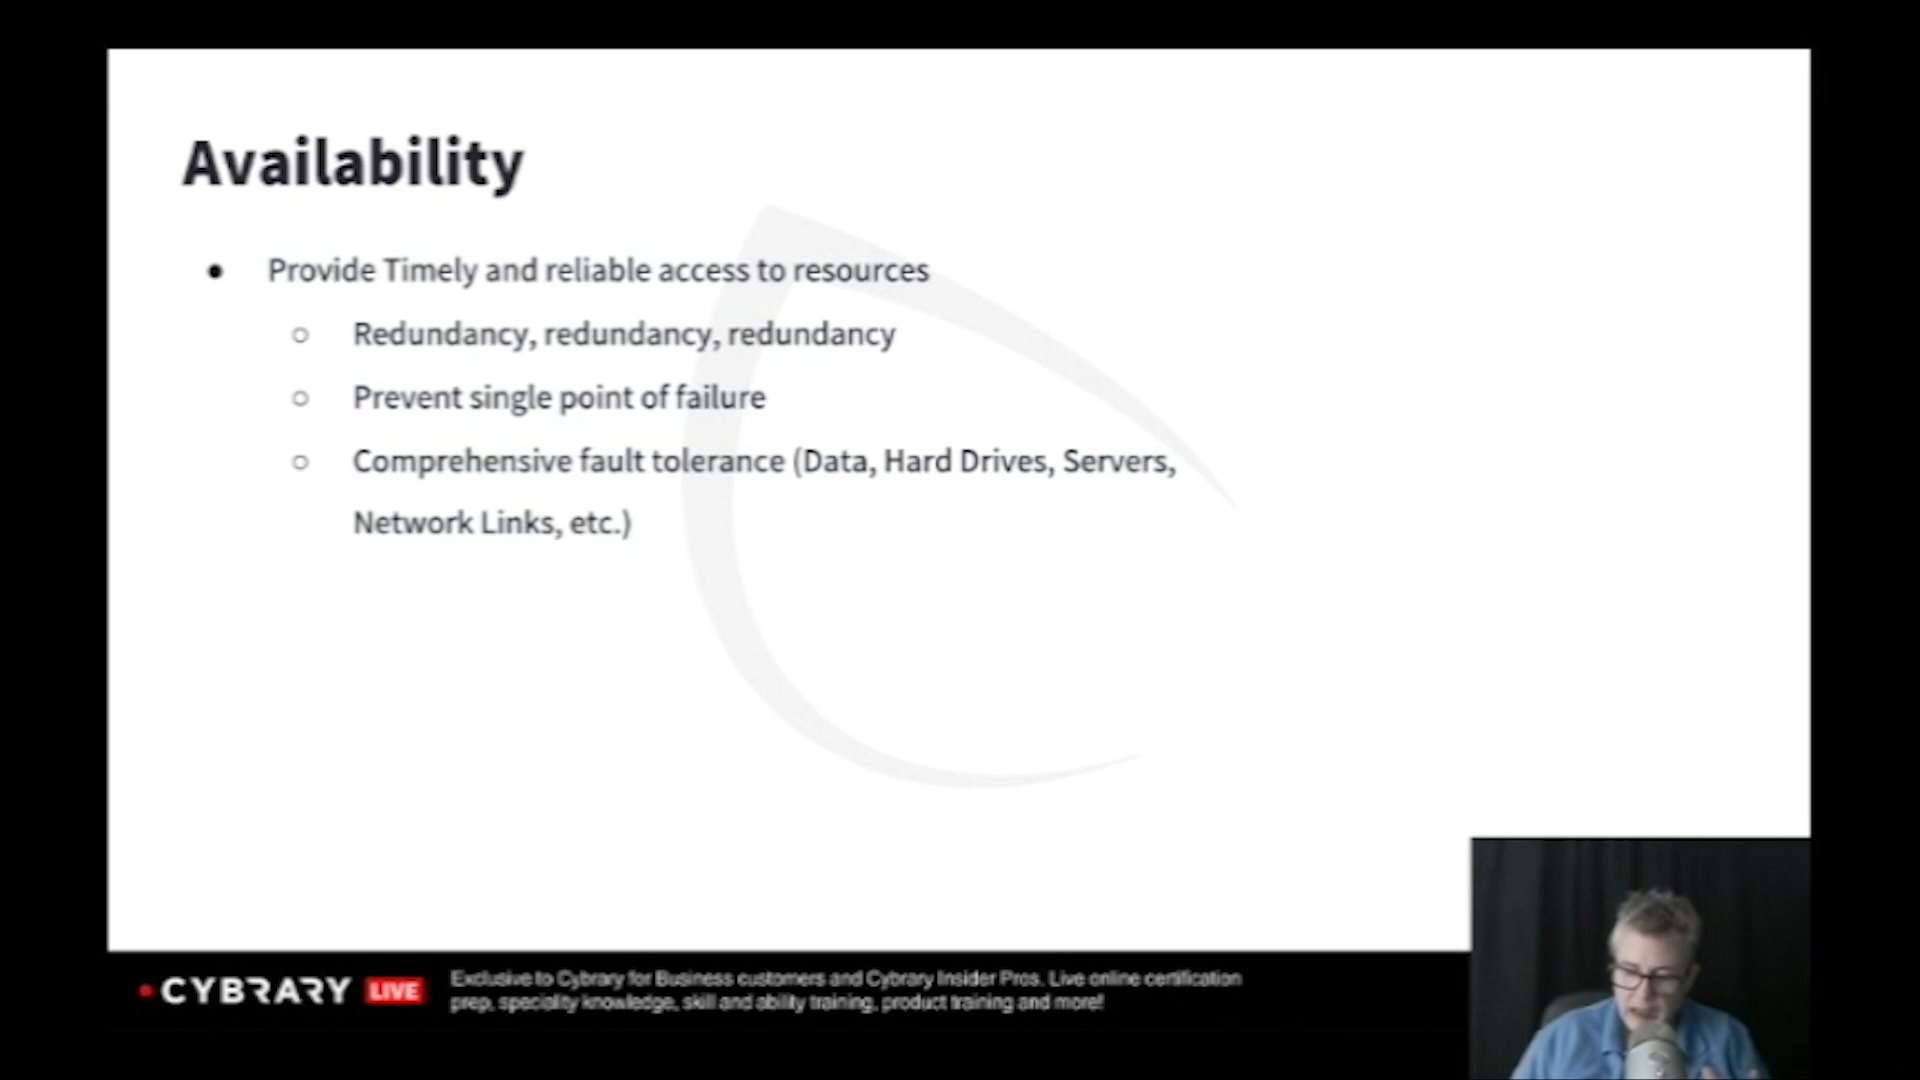 Availability
● Provide Timely and reliable access to resources
○ Redundancy, redundancy, redundancy
○ Prevent single point of failure
○ Comprehensive fault tolerance (Data, Hard Drives, Servers,
Network Links, etc.)
CYBRARY LIVE
Exclusive to Cybrary for Business customers and Cybrary Insider Pros. Live online certification
prep, speciality knowledge, skill and ability training, product training and more!